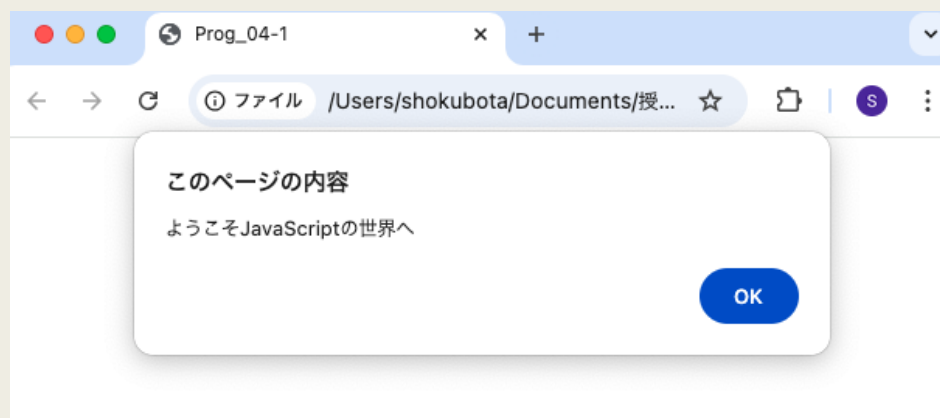 Prog_04-1
ファイル /Users/shokubota/Documents/授... S
このページの内容
ようこそJavaScriptの世界へ
OK